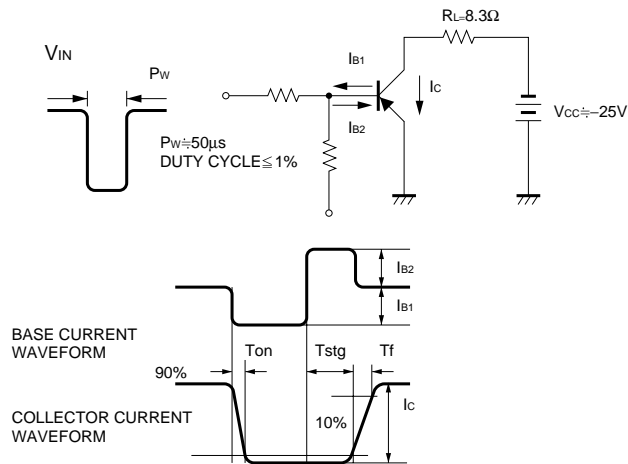 RL=8.3Ω
VIN
IB1
PW
IC
VCC≒−25V
IB2
PW≒50μs
DUTY CYCLE≦1%
IB2
IB1
BASE CURRENT
WAVEFORM
Ton
Tstg
Tf
90%
IC
10%
COLLECTOR CURRENT
WAVEFORM